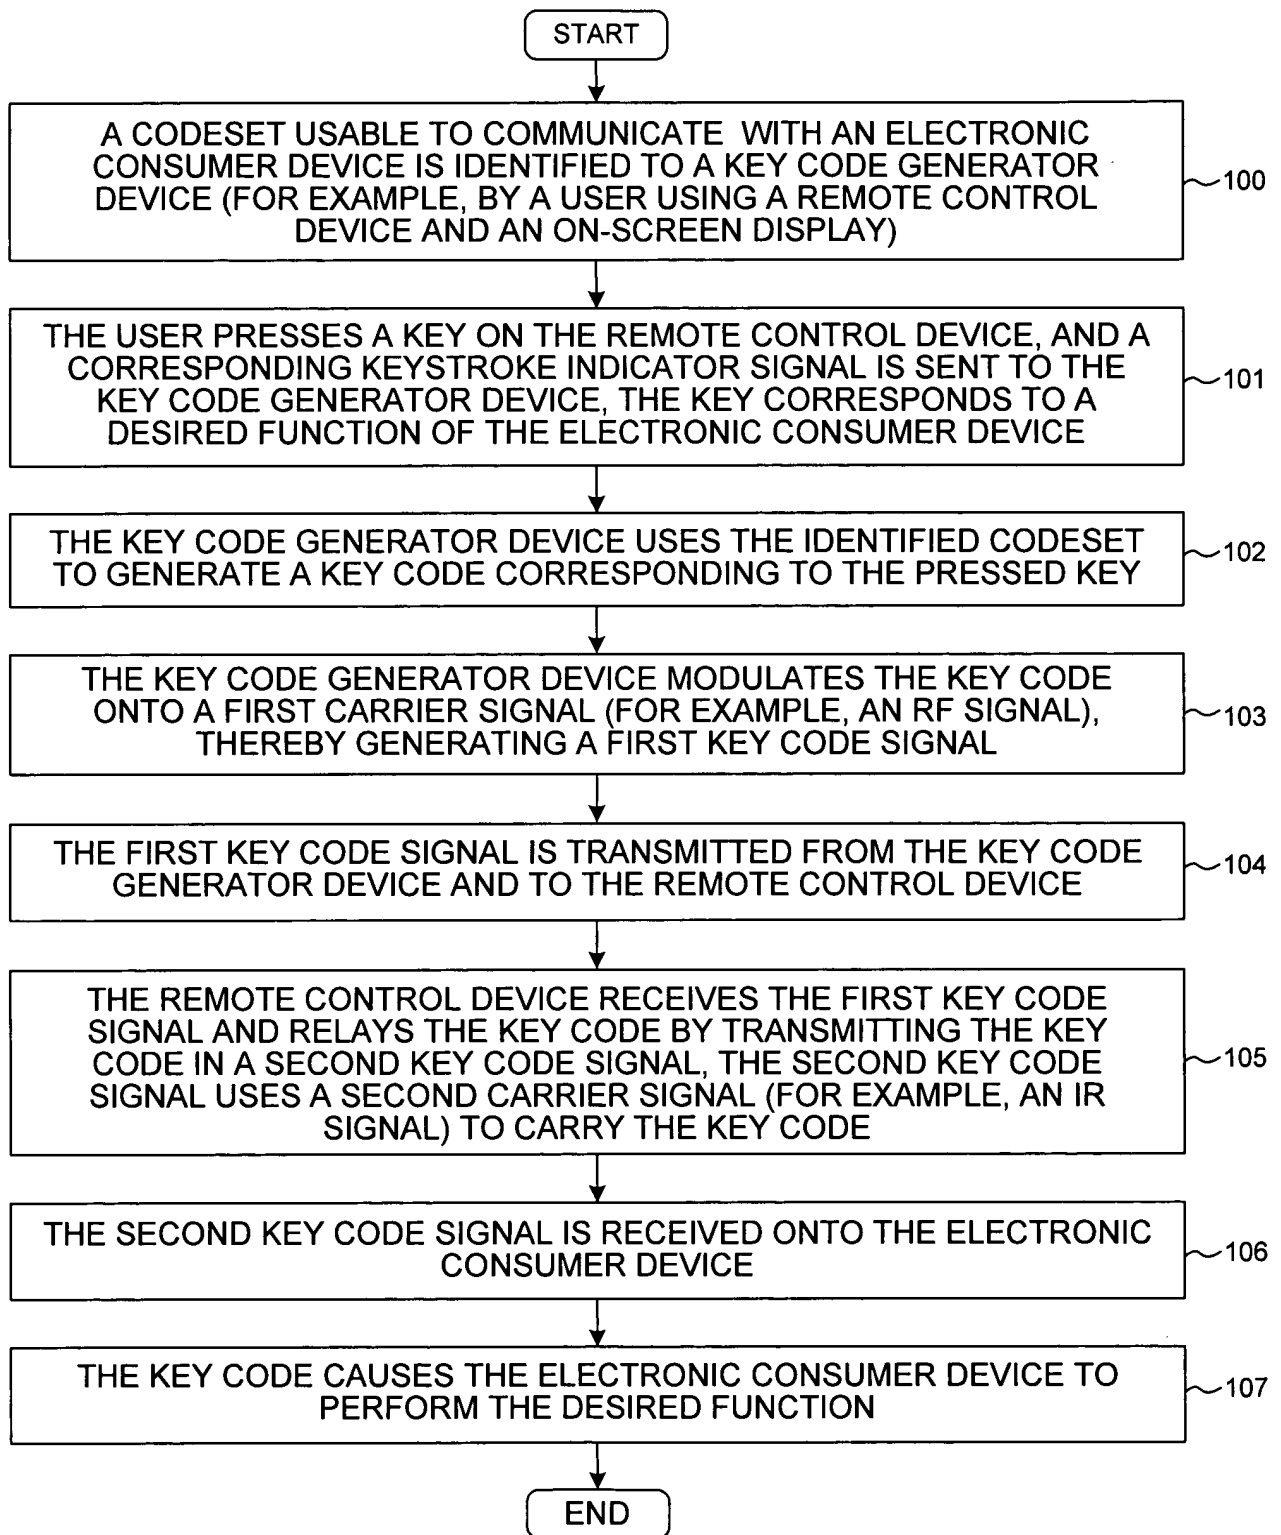 START
A CODESET USABLE TO COMMUNICATE WITH AN ELECTRONIC
CONSUMER DEVICE IS IDENTIFIED TO A KEY CODE GENERATOR
DEVICE (FOR EXAMPLE, BY A USER USING A REMOTE CONTROL
DEVICE AND AN ON-SCREEN DISPLAY)
100
THE USER PRESSES A KEY ON THE REMOTE CONTROL DEVICE, AND A
CORRESPONDING KEYSTROKE INDICATOR SIGNAL IS SENT TO THE
KEY CODE GENERATOR DEVICE, THE KEY CORRESPONDS TO A
DESIRED FUNCTION OF THE ELECTRONIC CONSUMER DEVICE
101
THE KEY CODE GENERATOR DEVICE USES THE IDENTIFIED CODESET
TO GENERATE A KEY CODE CORRESPONDING TO THE PRESSED KEY
102
THE KEY CODE GENERATOR DEVICE MODULATES THE KEY CODE
ONTO A FIRST CARRIER SIGNAL (FOR EXAMPLE, AN RF SIGNAL),
THEREBY GENERATING A FIRST KEY CODE SIGNAL
103
THE FIRST KEY CODE SIGNAL IS TRANSMITTED FROM THE KEY CODE
GENERATOR DEVICE AND TO THE REMOTE CONTROL DEVICE
104
THE REMOTE CONTROL DEVICE RECEIVES THE FIRST KEY CODE
SIGNAL AND RELAYS THE KEY CODE BY TRANSMITTING THE KEY
CODE IN A SECOND KEY CODE SIGNAL, THE SECOND KEY CODE
SIGNAL USES A SECOND CARRIER SIGNAL (FOR EXAMPLE, AN IR
SIGNAL) TO CARRY THE KEY CODE
105
THE SECOND KEY CODE SIGNAL IS RECEIVED ONTO THE ELECTRONIC
CONSUMER DEVICE
106
THE KEY CODE CAUSES THE ELECTRONIC CONSUMER DEVICE TO
PERFORM THE DESIRED FUNCTION
107
END